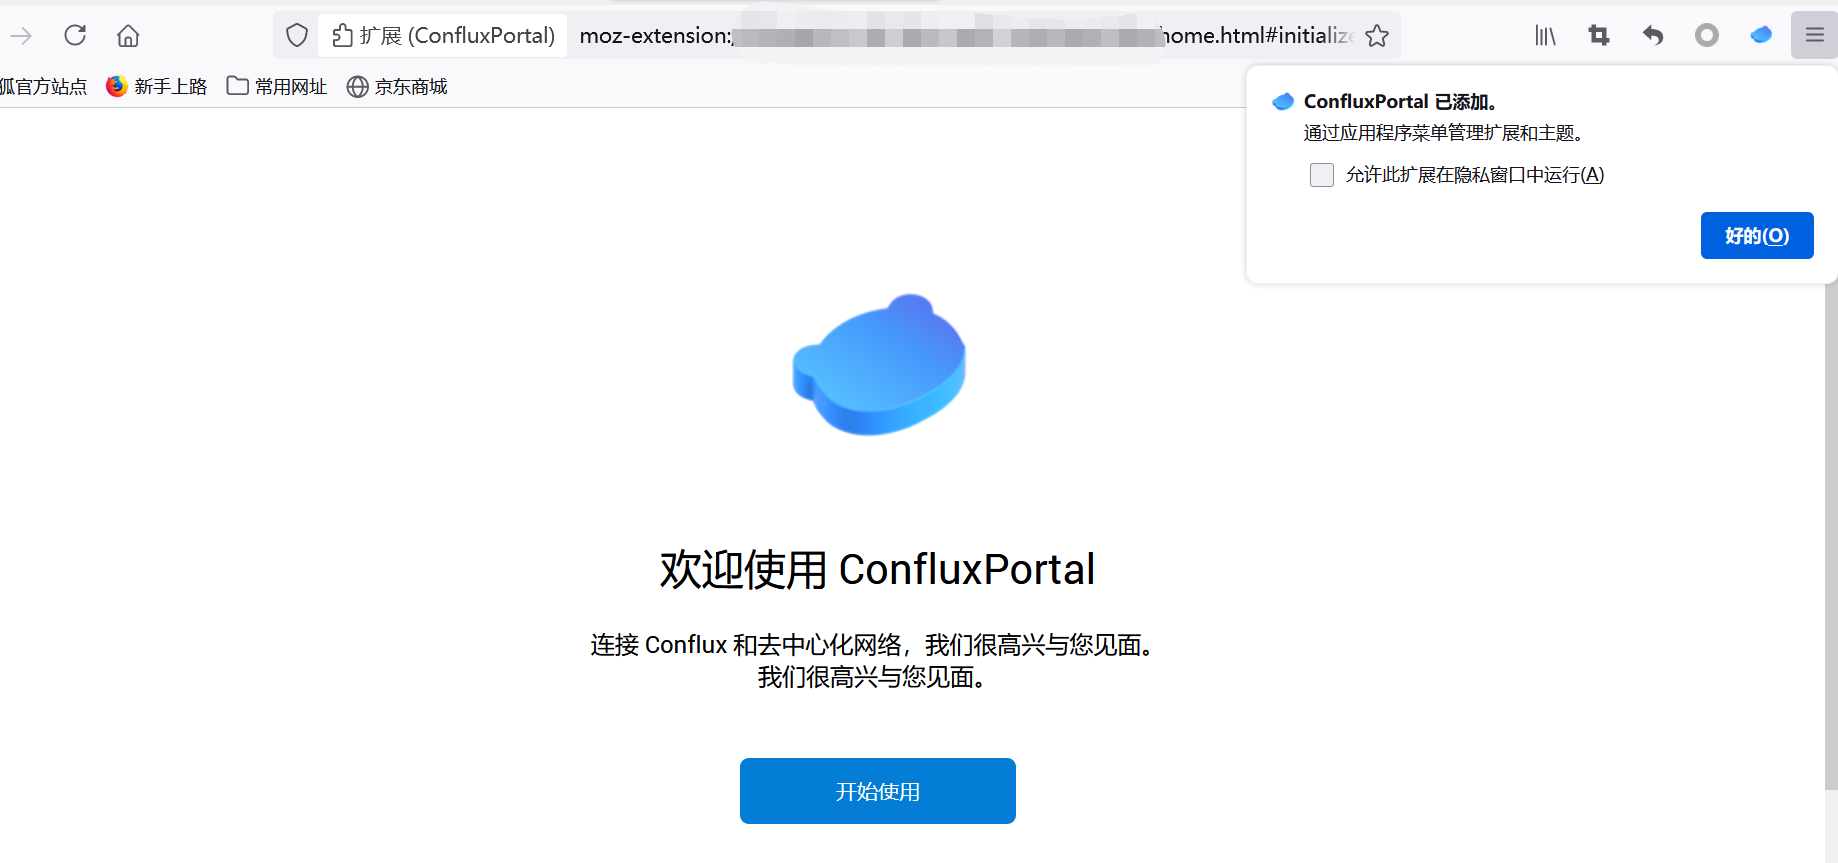 扩展 (ConfluxPortal) moz-extension: home.html#initialize
狐官方站点 新手上路 常用网址 京东商城
ConfluxPortal 已添加。
通过应用程序菜单管理扩展和主题。
允许此扩展在隐私窗口中运行(A)
好的(O)
欢迎使用 ConfluxPortal
连接 Conflux 和去中心化网络，我们很高兴与您见面。
我们很高兴与您见面。
开始使用